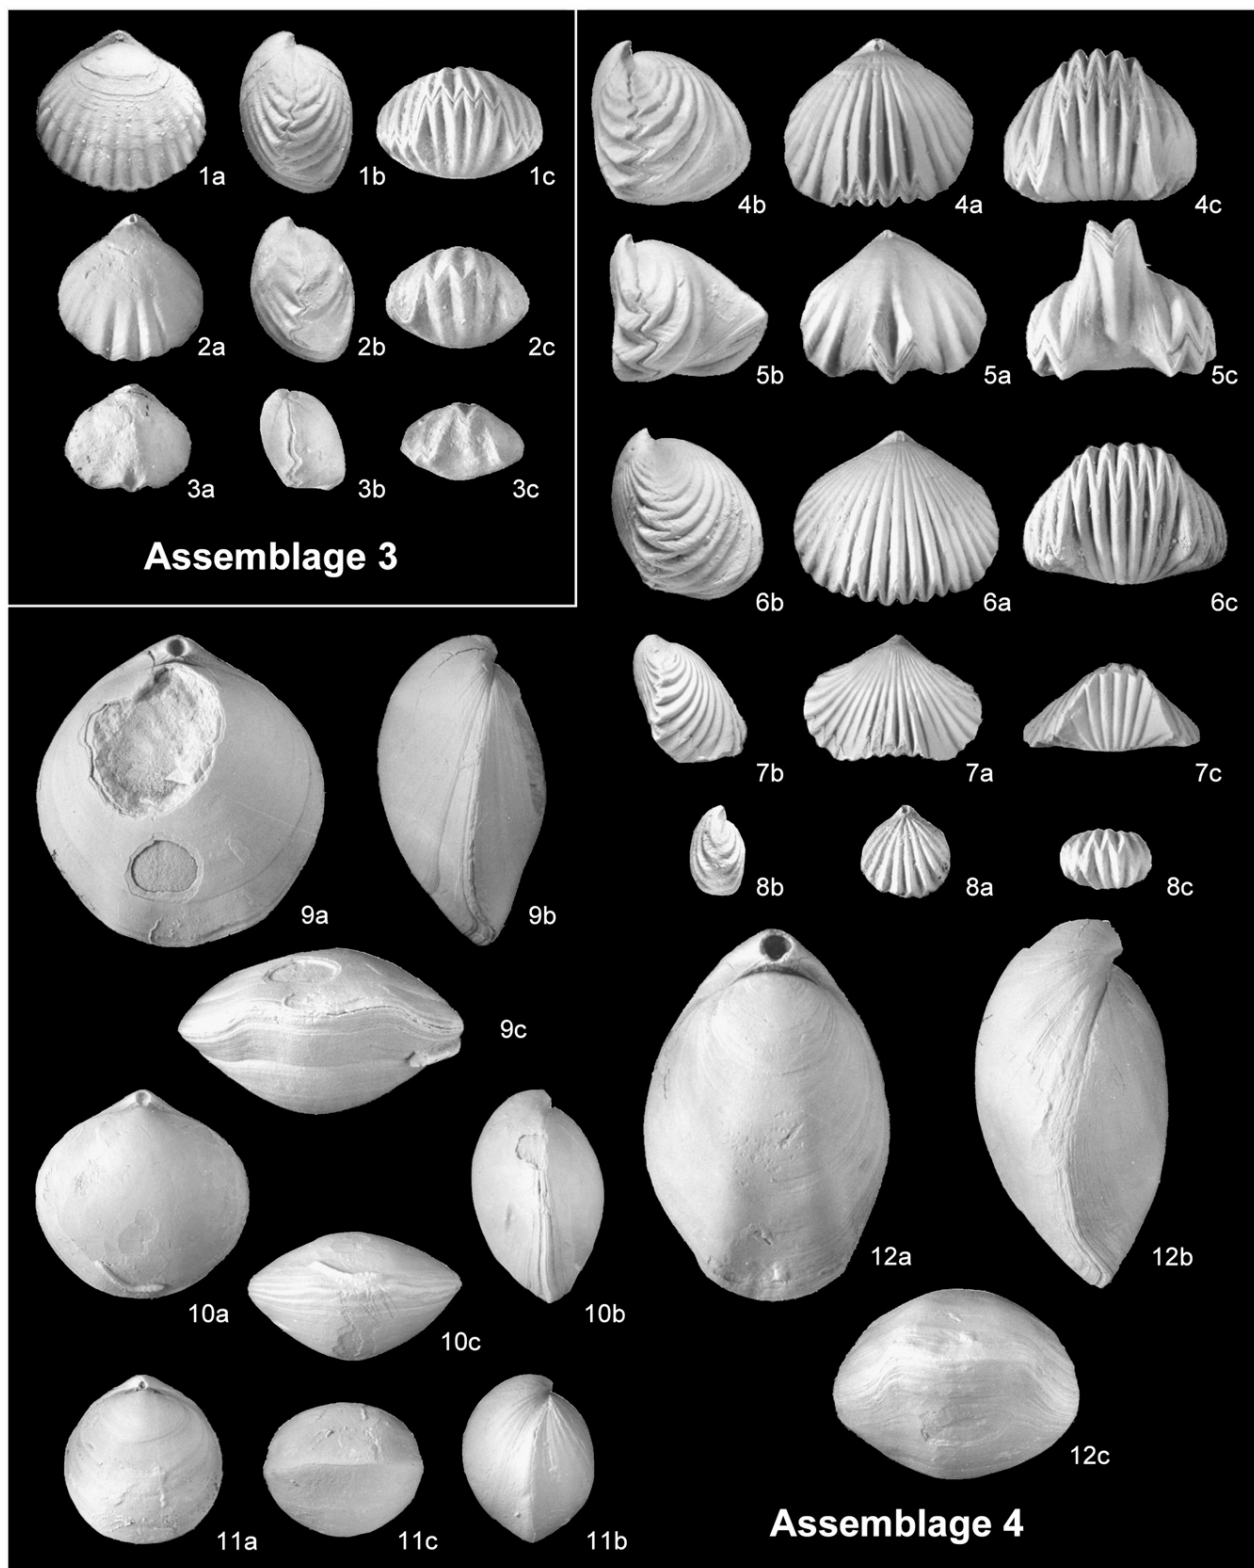 1a 1b 1c
2a 2b 2c
3a 3b 3c
Assemblage 3
4b 4a 4c
5b 5a 5c
6b 6a 6c
7b 7a 7c
8b 8a 8c
9a 9b
9c
10a 10b
10c
11a 11c 11b
12a 12b
12c
Assemblage 4